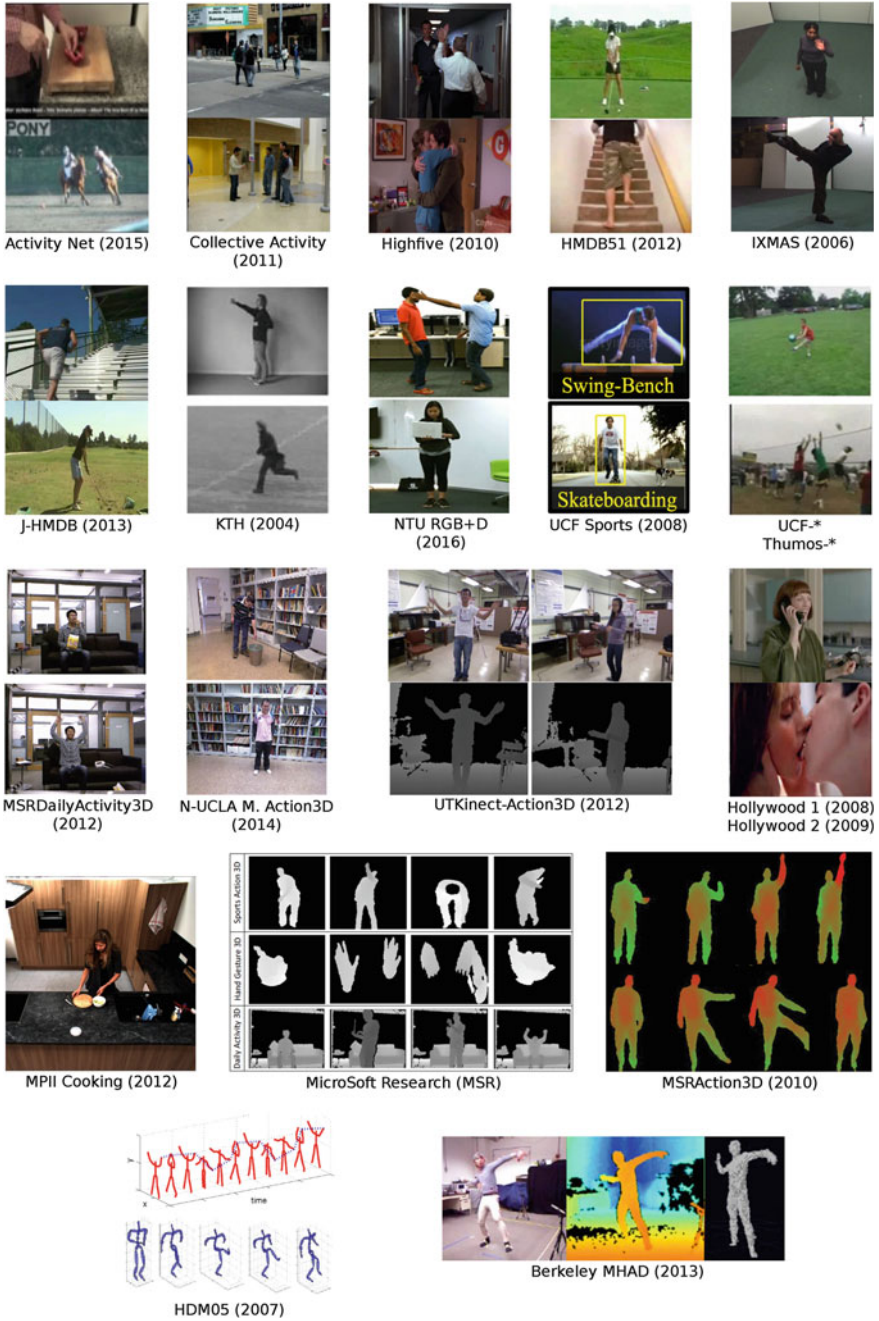 PONY
Activity Net (2015)
Collective Activity
(2011)
Highfive (2010)
HMDB51 (2012)
IXMAS (2006)
Swing-Bench
Skateboarding
J-HMDB (2013)
KTH (2004)
NTU RGB+D
(2016)
UCF Sports (2008)
UCF-*
Thumos-*
MSRDailyActivity3D
(2012)
N-UCLA M. Action3D
(2014)
UTKinect-Action3D (2012)
Hollywood 1 (2008)
Hollywood 2 (2009)
Sports Action 3D
Hand Gesture 3D
Daily Activity 3D
MPII Cooking (2012)
MicroSoft Research (MSR)
MSRAction3D (2010)
Y
X
time
HDM05 (2007)
Berkeley MHAD (2013)